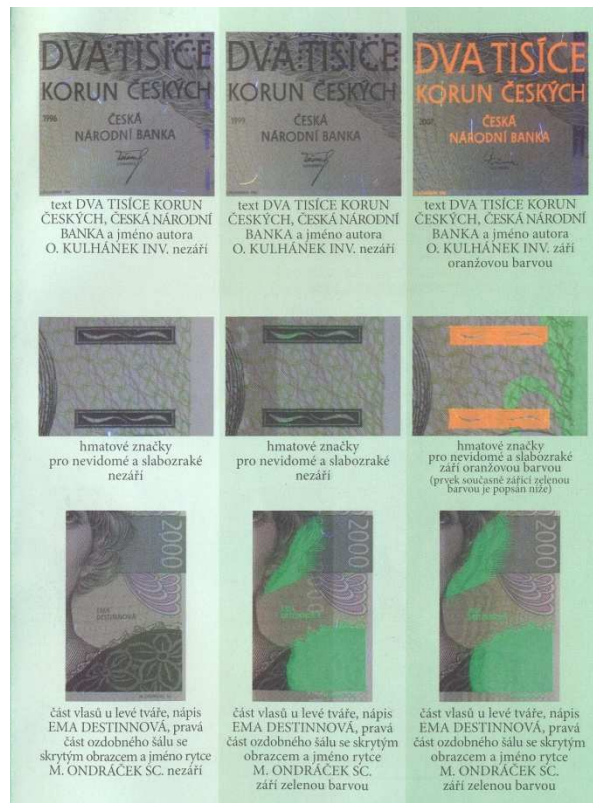 DVA TISÍCE
KORUN ČESKÝCH
1996
ČESKÁ
NÁRODNÍ BANKA
DVA TISÍCE
KORUN ČESKÝCH
1999
ČESKÁ
NÁRODNÍ BANKA
DVA TISÍCE
KORUN ČESKÝCH
2007
ČESKÁ
NÁRODNÍ BANKA
text DVA TISÍCE KORUN
ČESKÝCH, ČESKÁ NÁRODNÍ
BANKA a jméno autora
O. KULHÁNEK INV. nezáří
text DVA TISÍCE KORUN
ČESKÝCH, ČESKÁ NÁRODNÍ
BANKA a jméno autora
O. KULHÁNEK INV. nezáří
text DVA TISÍCE KORUN
ČESKÝCH, ČESKÁ NÁRODNÍ
BANKA a jméno autora
O. KULHÁNEK INV. září
oranžovou barvou
hmatové značky
pro nevidomé a slabozraké
nezáří
hmatové značky
pro nevidomé a slabozraké
nezáří
hmatové značky
pro nevidomé a slabozraké
září oranžovou barvou
(prvek současně zářící zelenou
barvou je popsán níže)
2000
EMA
DESTINNOVÁ
2000
2000
část vlasů u levé tváře, nápis
EMA DESTINNOVÁ, pravá
část ozdobného šálu se
skrytým obrazcem a jméno rytce
M. ONDRÁČEK SC. nezáří
část vlasů u levé tváře, nápis
EMA DESTINNOVÁ, pravá
část ozdobného šálu se skrytým
obrazcem a jméno rytce
M. ONDRÁČEK SC.
září zelenou barvou
část vlasů u levé tváře, nápis
EMA DESTINNOVÁ, pravá
část ozdobného šálu se skrytým
obrazcem a jméno rytce
M. ONDRÁČEK SC.
září zelenou barvou